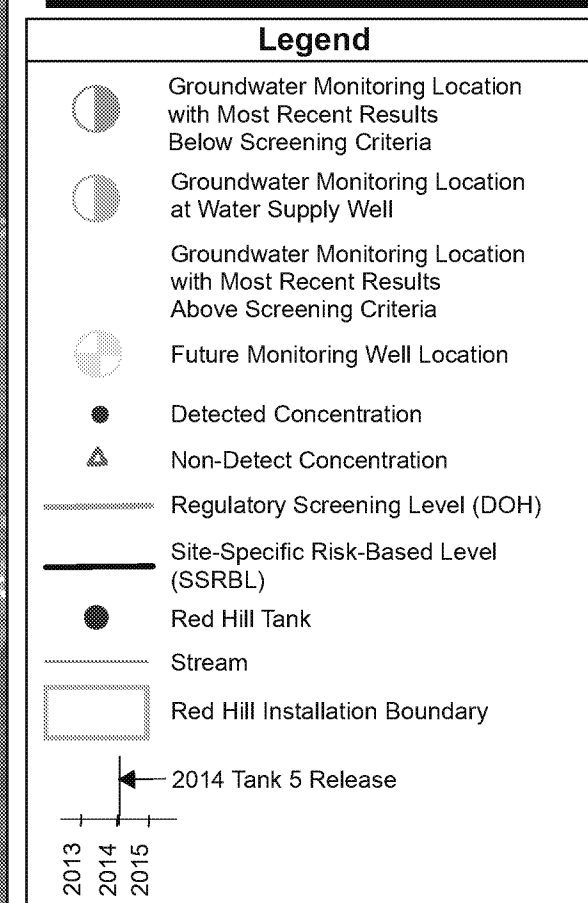 Legend
Groundwater Monitoring Location
with Most Recent Results
Below Screening Criteria
Groundwater Monitoring Location
at Water Supply Well
Groundwater Monitoring Location
with Most Recent Results
Above Screening Criteria
Future Monitoring Well Location
Detected Concentration
Non-Detect Concentration
Regulatory Screening Level (DOH)
Site-Specific Risk-Based Level
(SSRBL)
Red Hill Tank
Stream
Red Hill Installation Boundary
2014 Tank 5 Release
2013
2014
2015